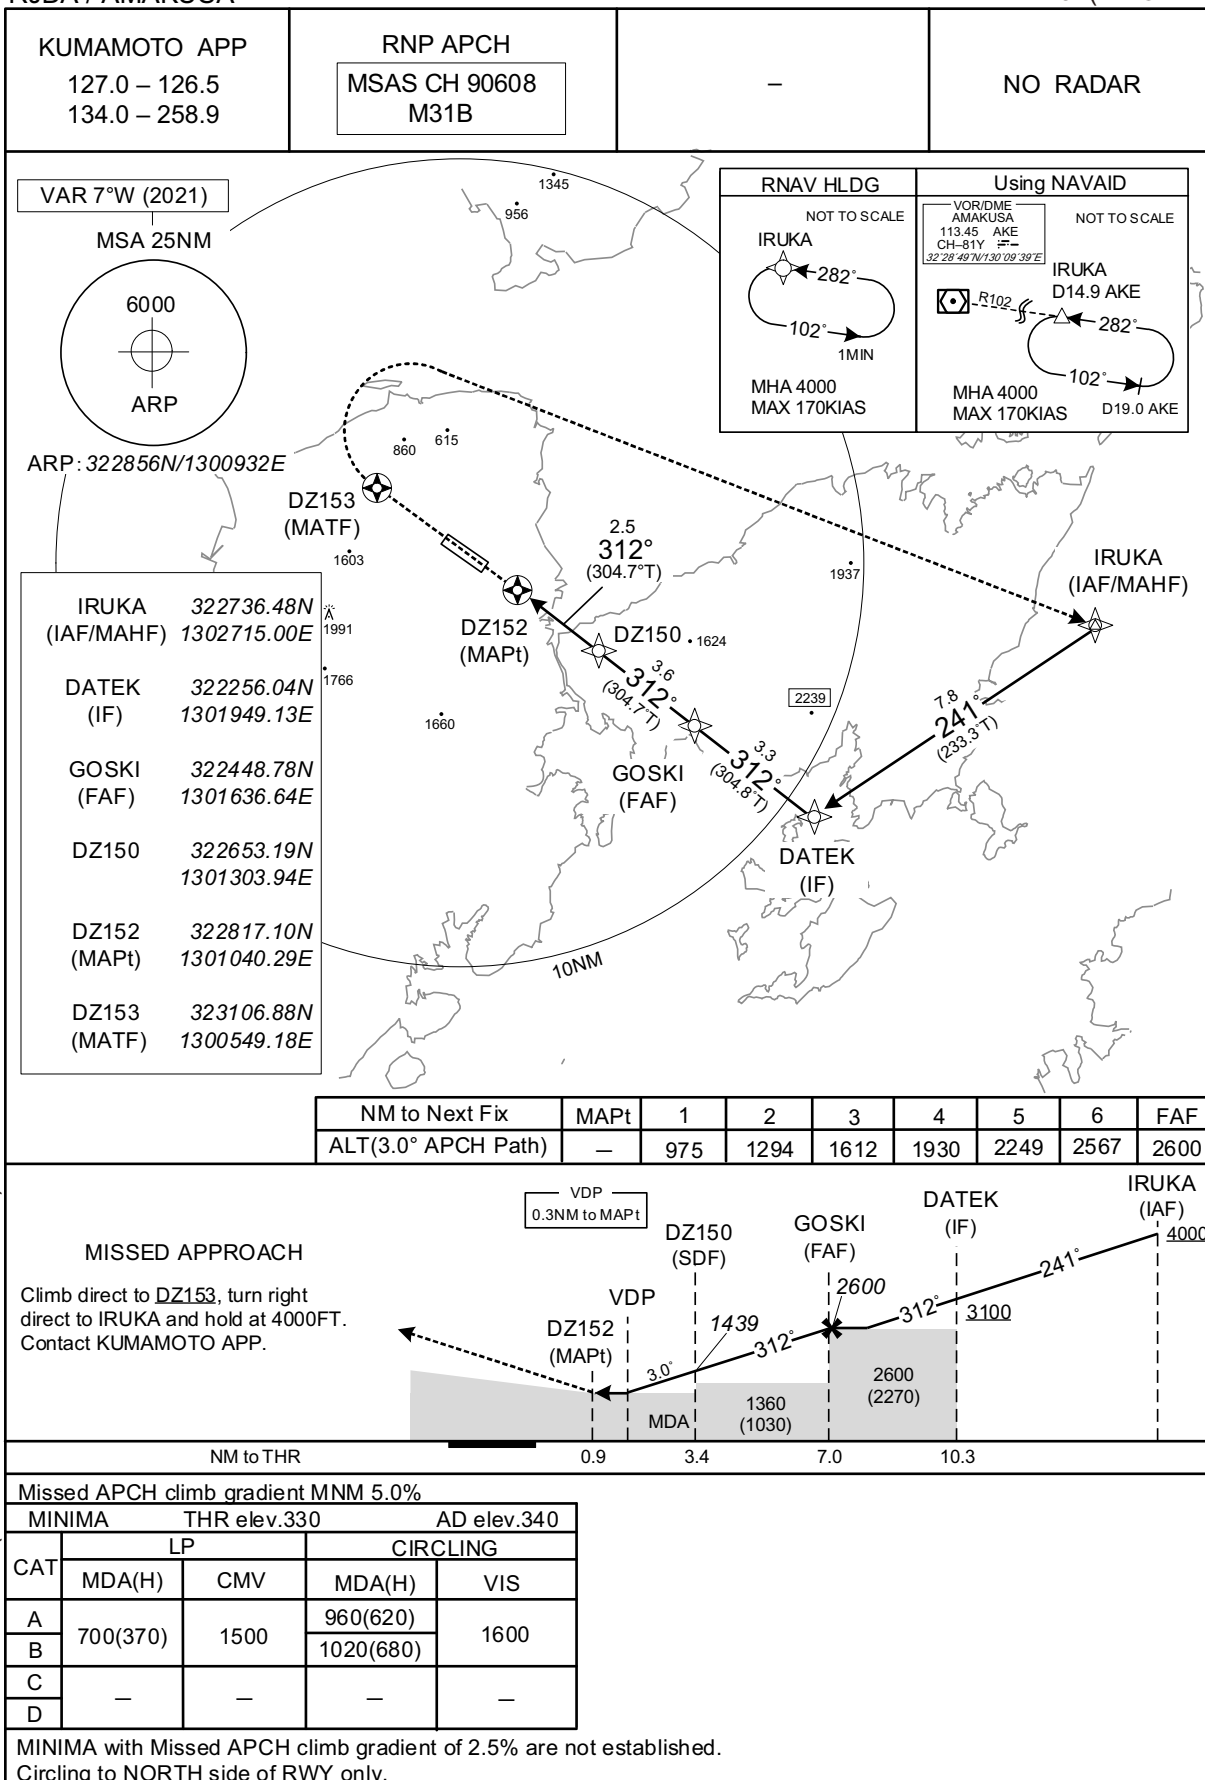 KUMAMOTO APP
127.0 – 126.5
134.0 – 258.9
RNP APCH
MSAS CH 90608
M31B
–
NO RADAR
VAR 7°W (2021)
MSA 25NM
6000
ARP
ARP: 322856N/1300932E
1345
956
RNAV HLDG
NOT TO SCALE
IRUKA
282°
102°
1MIN
MHA 4000
MAX 170KIAS
Using NAVAID
VOR/DME
AMAKUSA
113.45 AKE
CH–81Y
32°28'49"N/130°09'39"E
NOT TO SCALE
IRUKA
D14.9 AKE
R102
282°
102°
MHA 4000
MAX 170KIAS
D19.0 AKE
860
615
DZ153
(MATF)
1603
2.5
312°
(304.7°T)
1937
IRUKA
(IAF/MAHF)
1991
DZ152
(MAPt)
DZ150
1624
1766
3.6
312°
(304.7°T)
1660
2239
7.8
241°
(233.3°T)
GOSKI
(FAF)
3.3
312°
(304.8°T)
DATEK
(IF)
10NM
IRUKA 322736.48N
(IAF/MAHF) 1302715.00E
DATEK 322256.04N
(IF) 1301949.13E
GOSKI 322448.78N
(FAF) 1301636.64E
DZ150 322653.19N
1301303.94E
DZ152 322817.10N
(MAPt) 1301040.29E
DZ153 323106.88N
(MATF) 1300549.18E
NM to Next Fix MAPt 1 2 3 4 5 6 FAF
ALT(3.0° APCH Path) – 975 1294 1612 1930 2249 2567 2600
MISSED APPROACH
Climb direct to DZ153, turn right
direct to IRUKA and hold at 4000FT.
Contact KUMAMOTO APP.
VDP
0.3NM to MAPt
DZ152
(MAPt)
VDP
DZ150
(SDF)
GOSKI
(FAF)
DATEK
(IF)
IRUKA
(IAF)
4000
241°
3100
312°
2600
312°
1439
3.0°
MDA
1360
(1030)
2600
(2270)
NM to THR 0.9 3.4 7.0 10.3
Missed APCH climb gradient MNM 5.0%
MINIMA THR elev.330 AD elev.340
CAT LP CIRCLING
MDA(H) CMV MDA(H) VIS
A 700(370) 1500 960(620) 1600
B 1020(680)
C – – – –
D
MINIMA with Missed APCH climb gradient of 2.5% are not established.
Circling to NORTH side of RWY only.